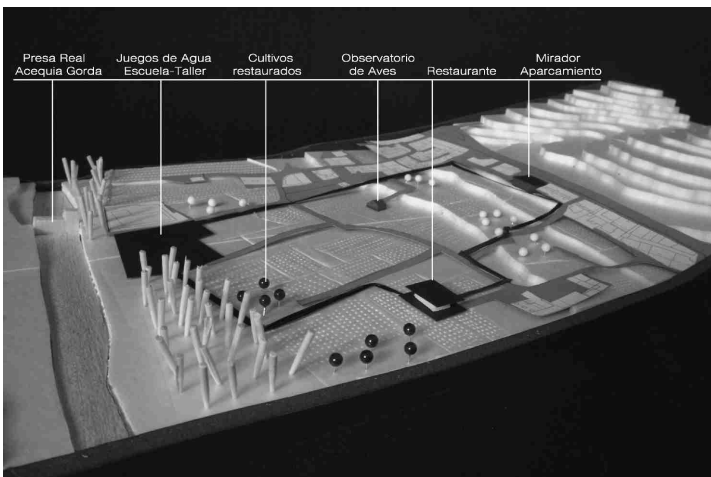 Presa Real
Acequia Gorda
Juegos de Agua
Escuela-Taller
Cultivos
restaurados
Observatorio
de Aves
Restaurante
Mirador
Aparcamiento